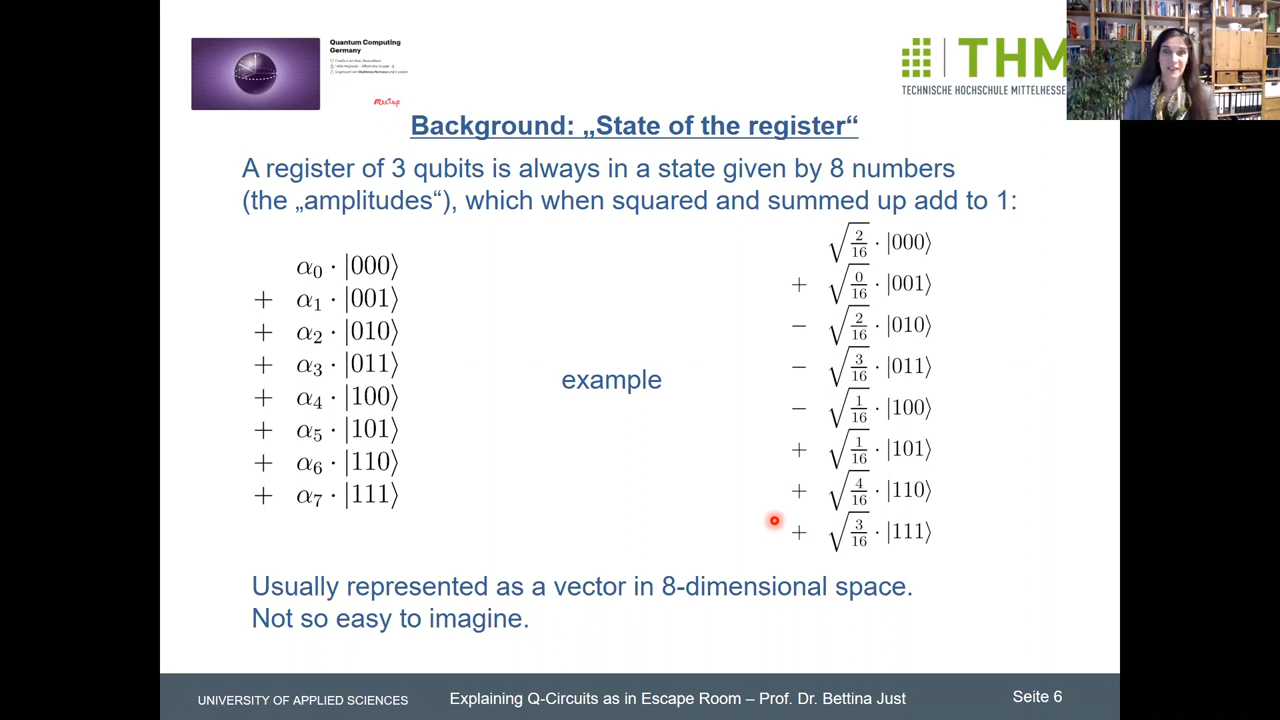 Quantum Computing
Germany
meetup
THM
TECHNISCHE HOCHSCHULE MITTELHESSE
Background: „State of the register“
A register of 3 qubits is always in a state given by 8 numbers
(the „amplitudes“), which when squared and summed up add to 1:
α₀ · |000⟩
+ α₁ · |001⟩
+ α₂ · |010⟩
+ α₃ · |011⟩
+ α₄ · |100⟩
+ α₅ · |101⟩
+ α₆ · |110⟩
+ α₇ · |111⟩
example
√(2/16) · |000⟩
+ √(0/16) · |001⟩
− √(2/16) · |010⟩
− √(3/16) · |011⟩
− √(1/16) · |100⟩
+ √(1/16) · |101⟩
+ √(4/16) · |110⟩
+ √(3/16) · |111⟩
Usually represented as a vector in 8-dimensional space.
Not so easy to imagine.
UNIVERSITY OF APPLIED SCIENCES
Explaining Q-Circuits as in Escape Room – Prof. Dr. Bettina Just
Seite 6